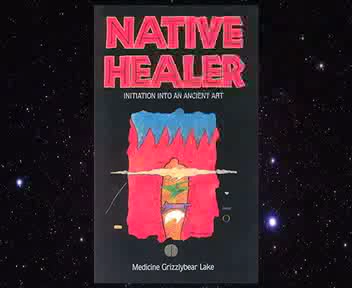 NATIVE
HEALER
INITIATION INTO AN ANCIENT ART
Medicine Grizzlybear Lake